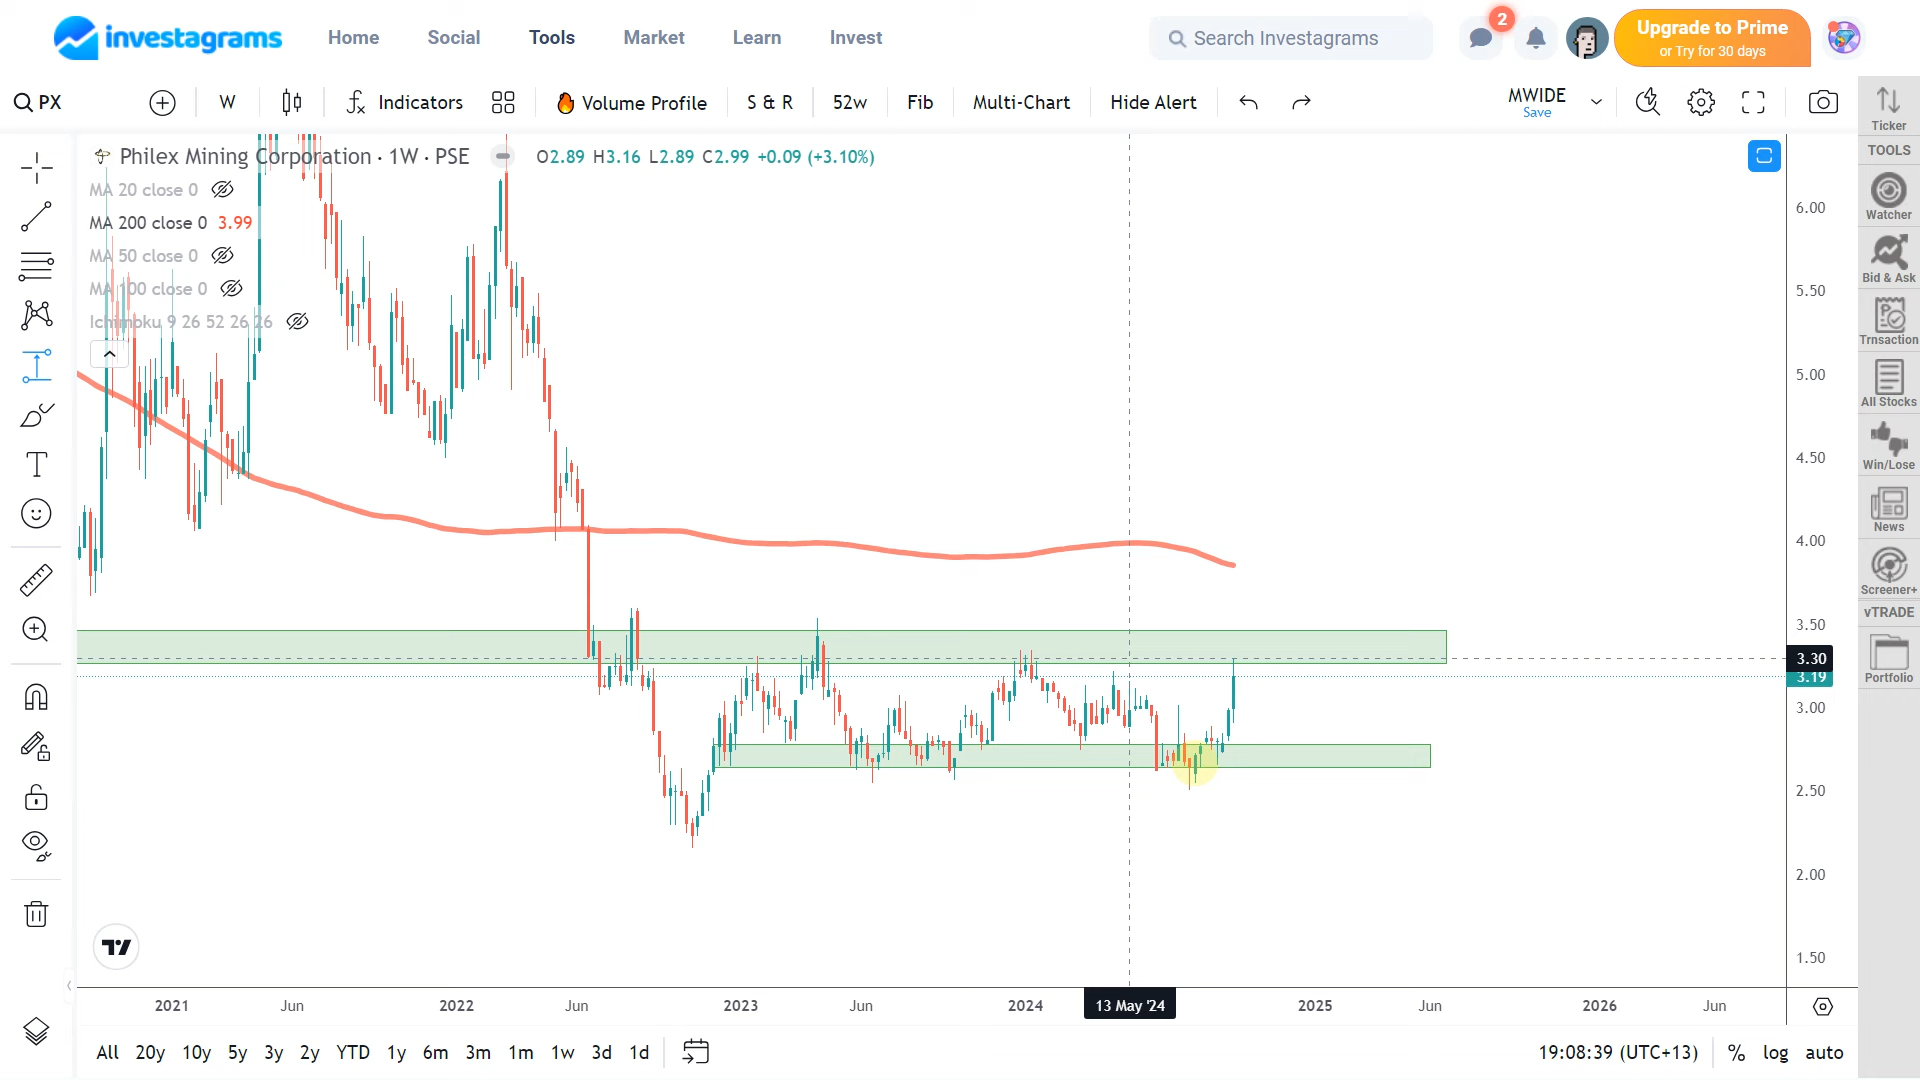 investagrams Home Social Tools Market Learn Invest Search Investagrams 2 Upgrade to Prime
or Try for 30 days
PX W Indicators Volume Profile S & R 52w Fib Multi-Chart Hide Alert MWIDE
Save
Philex Mining Corporation · 1W · PSE O2.89 H3.16 L2.89 C2.99 +0.09 (+3.10%)
MA 20 close 0
MA 200 close 0 3.99
MA 50 close 0
MA 100 close 0
Ichimoku 9 26 52 26 26
6.00
5.50
5.00
4.50
4.00
3.50
3.30
3.19
3.00
2.50
2.00
1.50
2021 Jun 2022 Jun 2023 Jun 2024 13 May '24 2025 Jun 2026 Jun
All 20y 10y 5y 3y 2y YTD 1y 6m 3m 1m 1w 3d 1d 19:08:39 (UTC+13) % log auto
Ticker
TOOLS
Watcher
Bid & Ask
Trnsaction
All Stocks
Win/Lose
News
Screener+
vTRADE
Portfolio